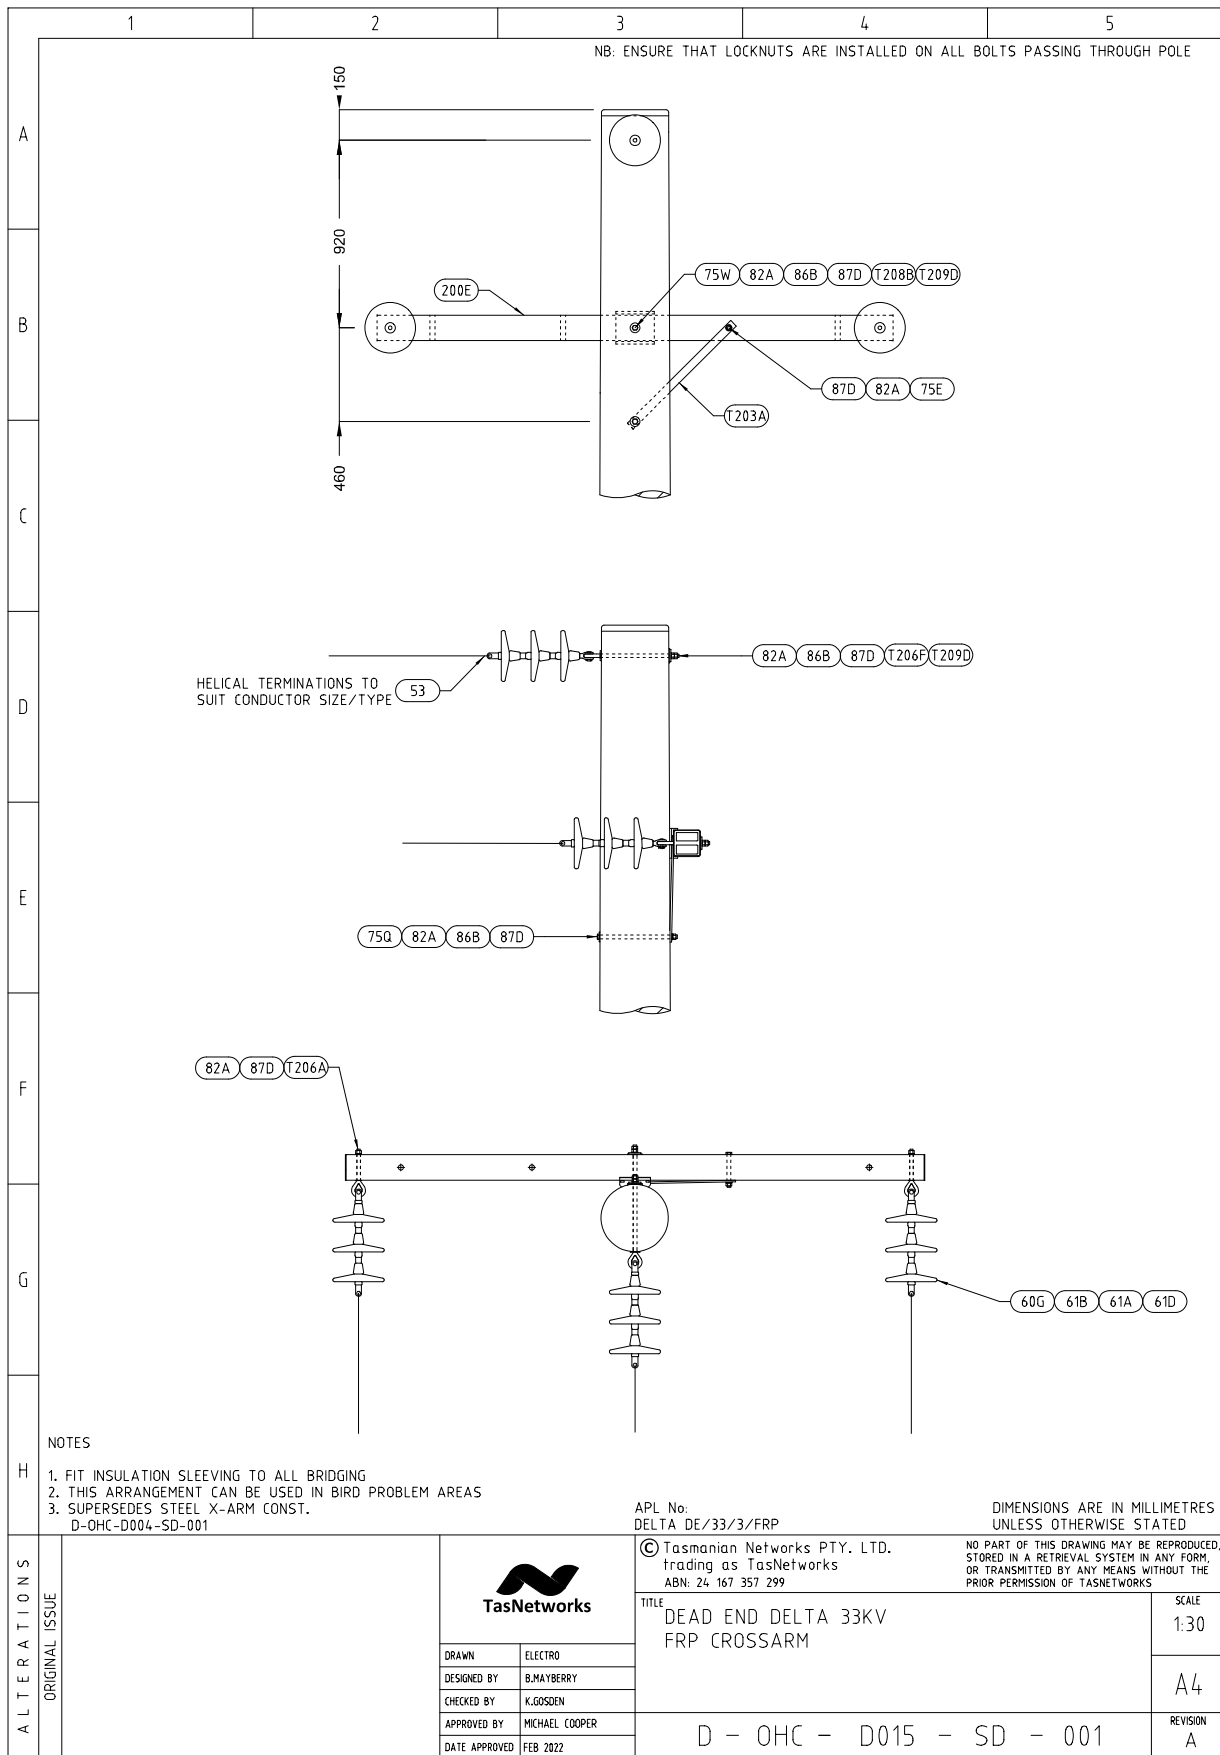 1 2 3 4 5
NB: ENSURE THAT LOCKNUTS ARE INSTALLED ON ALL BOLTS PASSING THROUGH POLE
A
B
C
D
E
F
G
H
150
920
460
200E
75W 82A 86B 87D T208B T209D
87D 82A 75E
T203A
82A 86B 87D T206F T209D
HELICAL TERMINATIONS TO
SUIT CONDUCTOR SIZE/TYPE
53
75Q 82A 86B 87D
82A 87D T206A
60G 61B 61A 61D
NOTES
1. FIT INSULATION SLEEVING TO ALL BRIDGING
2. THIS ARRANGEMENT CAN BE USED IN BIRD PROBLEM AREAS
3. SUPERSEDES STEEL X-ARM CONST.
D-OHC-D004-SD-001
APL No:
DELTA DE/33/3/FRP
DIMENSIONS ARE IN MILLIMETRES
UNLESS OTHERWISE STATED
ALTERATIONS
ORIGINAL ISSUE
TasNetworks
DRAWN ELECTRO
DESIGNED BY B.MAYBERRY
CHECKED BY K.GOSDEN
APPROVED BY MICHAEL COOPER
DATE APPROVED FEB 2022
© Tasmanian Networks PTY. LTD.
trading as TasNetworks
ABN: 24 167 357 299
NO PART OF THIS DRAWING MAY BE REPRODUCED,
STORED IN A RETRIEVAL SYSTEM IN ANY FORM,
OR TRANSMITTED BY ANY MEANS WITHOUT THE
PRIOR PERMISSION OF TASNETWORKS
TITLE
DEAD END DELTA 33KV
FRP CROSSARM
SCALE
1:30
A4
D - OHC - D015 - SD - 001
REVISION
A